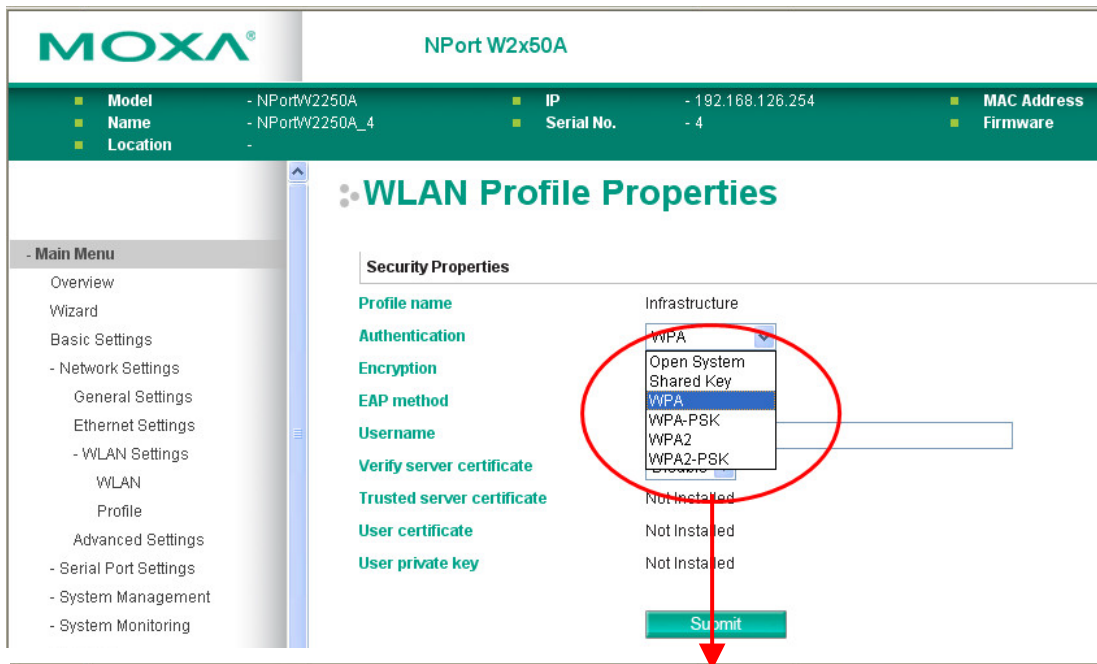 MOXA®
NPort W2x50A
Model - NPortW2250A IP - 192.168.126.254 MAC Address
Name - NPortW2250A_4 Serial No. - 4 Firmware
Location -
WLAN Profile Properties
- Main Menu
Overview
Wizard
Basic Settings
- Network Settings
General Settings
Ethernet Settings
- WLAN Settings
WLAN
Profile
Advanced Settings
- Serial Port Settings
- System Management
- System Monitoring
Security Properties
Profile name Infrastructure
Authentication WPA
Open System
Shared Key
WPA
WPA-PSK
WPA2
WPA2-PSK
Encryption
EAP method
Username
Verify server certificate Disable
Trusted server certificate Not Installed
User certificate Not Installed
User private key Not Installed
Submit